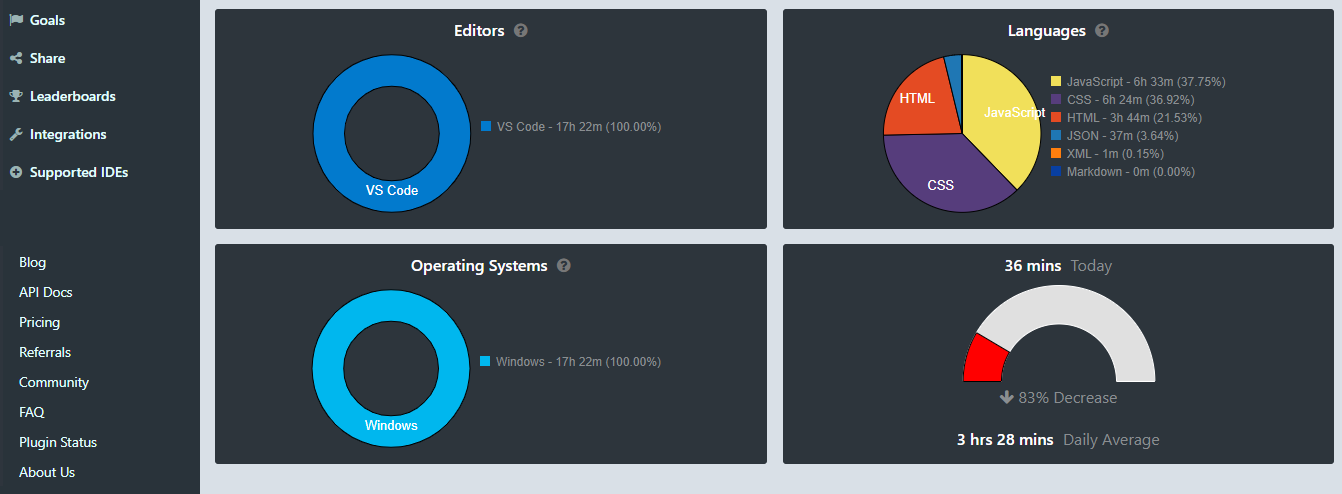 Goals
Share
Leaderboards
Integrations
Supported IDEs
Blog
API Docs
Pricing
Referrals
Community
FAQ
Plugin Status
About Us
Editors ?
VS Code
VS Code - 17h 22m (100.00%)
Languages ?
HTML
JavaScript
CSS
JavaScript - 6h 33m (37.75%)
CSS - 6h 24m (36.92%)
HTML - 3h 44m (21.53%)
JSON - 37m (3.64%)
XML - 1m (0.15%)
Markdown - 0m (0.00%)
Operating Systems ?
Windows
Windows - 17h 22m (100.00%)
36 mins Today
83% Decrease
3 hrs 28 mins Daily Average